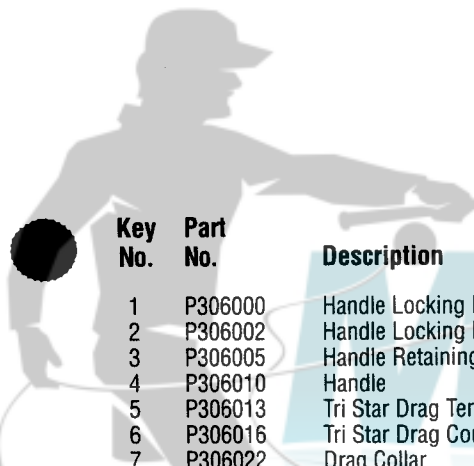 Key Part
No. No. Description
1 P306000 Handle Locking
2 P306002 Handle Locking
3 P306005 Handle Retaining
4 P306010 Handle
5 P306013 Tri Star Drag
6 P306016 Tri Star Drag
7 P306022 Drag Collar